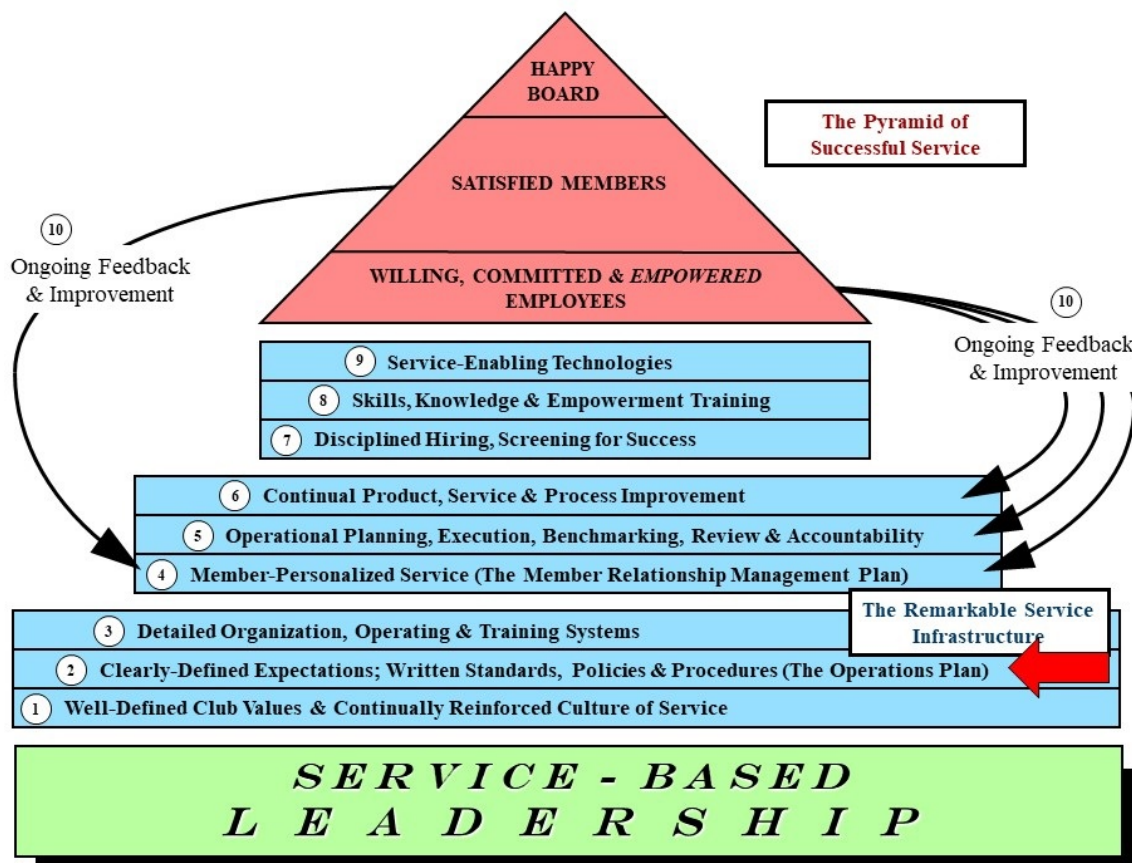 HAPPY
BOARD
The Pyramid of
Successful Service
SATISFIED MEMBERS
10
Ongoing Feedback
& Improvement
WILLING, COMMITTED & EMPOWERED
EMPLOYEES
10
Ongoing Feedback
& Improvement
9 Service-Enabling Technologies
8 Skills, Knowledge & Empowerment Training
7 Disciplined Hiring, Screening for Success
6 Continual Product, Service & Process Improvement
5 Operational Planning, Execution, Benchmarking, Review & Accountability
4 Member-Personalized Service (The Member Relationship Management Plan)
The Remarkable Service
Infrastructure
3 Detailed Organization, Operating & Training Systems
2 Clearly-Defined Expectations; Written Standards, Policies & Procedures (The Operations Plan)
1 Well-Defined Club Values & Continually Reinforced Culture of Service
SERVICE - BASED
LEADERSHIP